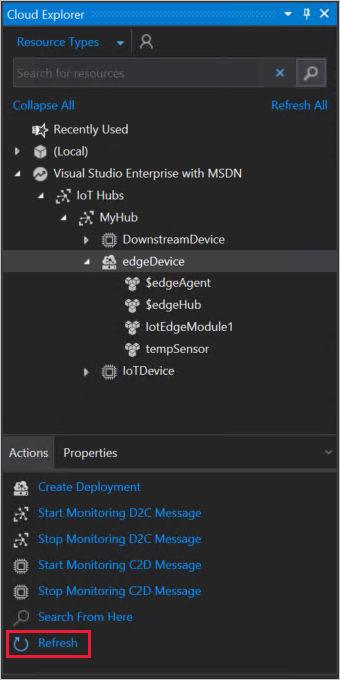 Cloud Explorer
Resource Types
Search for resources
Collapse All Refresh All
Recently Used
(Local)
Visual Studio Enterprise with MSDN
IoT Hubs
MyHub
DownstreamDevice
edgeDevice
$edgeAgent
$edgeHub
IotEdgeModule1
tempSensor
IoTDevice
Actions Properties
Create Deployment
Start Monitoring D2C Message
Stop Monitoring D2C Message
Start Monitoring C2D Message
Stop Monitoring C2D Message
Search From Here
Refresh